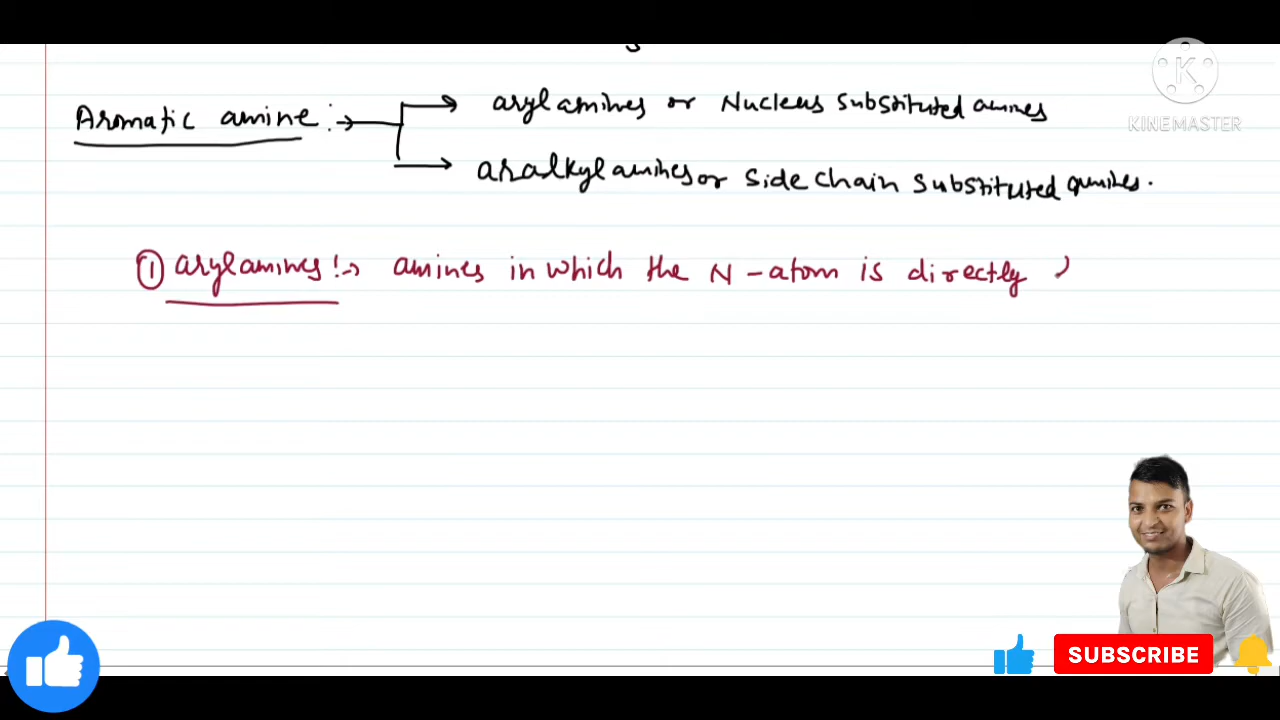 KINEMASTER
Aromatic amine :→ → arylamines or Nucleus substituted amines
→ aralkylamines or side chain substituted amines.
① arylamines !→ amines in which the N-atom is directly
SUBSCRIBE